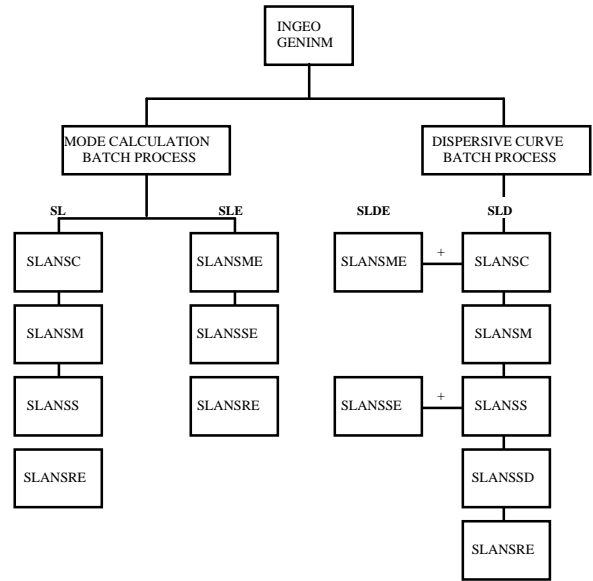 INGEO
GENINM
MODE CALCULATION
BATCH PROCESS
DISPERSIVE CURVE
BATCH PROCESS
SL
SLE
SLDE
SLD
SLANSC
SLANSME
SLANSME
+
SLANSC
SLANSM
SLANSSE
SLANSM
SLANSS
SLANSRE
SLANSSE
+
SLANSS
SLANSRE
SLANSSD
SLANSRE